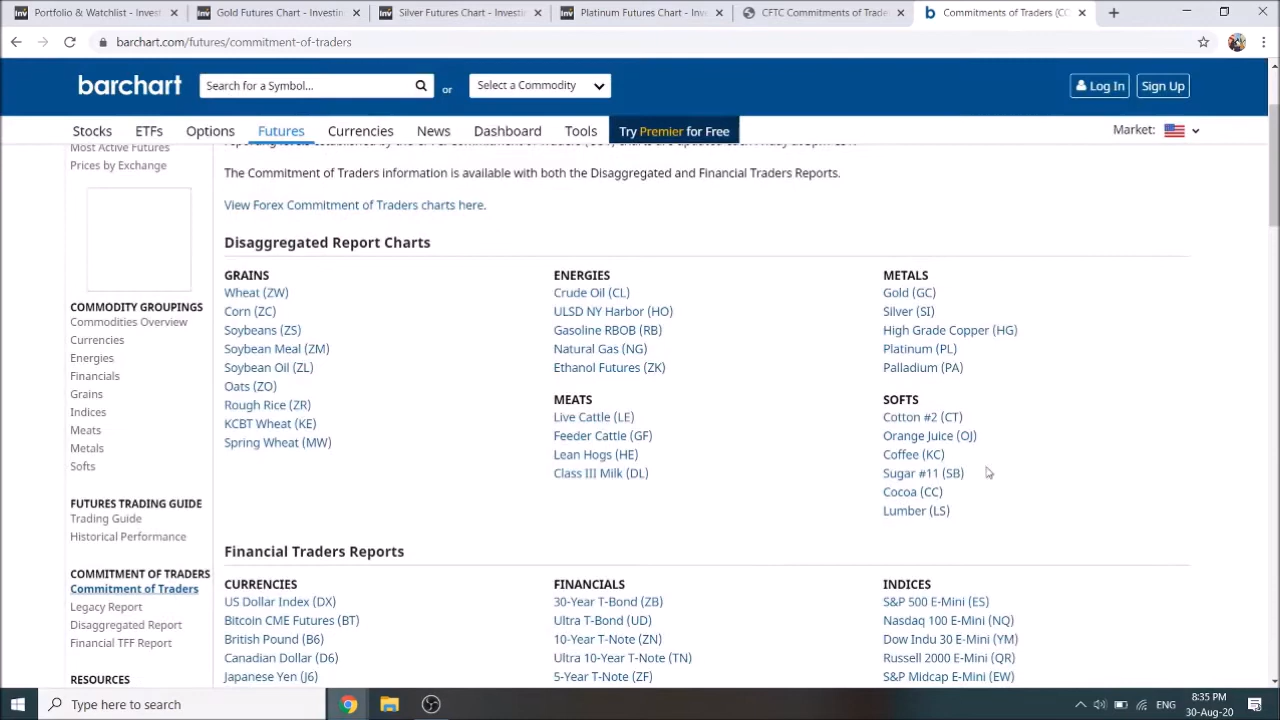 Portfolio & Watchlist - Invest
Gold Futures Chart - Investin
Silver Futures Chart - Investi
Platinum Futures Chart - Inve
CFTC Commitments of Trade
Commitments of Traders (CC
barchart.com/futures/commitment-of-traders
barchart
Search for a Symbol...
or
Select a Commodity
Log In
Sign Up
Stocks
ETFs
Options
Futures
Currencies
News
Dashboard
Tools
Try Premier for Free
Market:
Most Active Futures
Prices by Exchange
The Commitment of Traders information is available with both the Disaggregated and Financial Traders Reports.
View Forex Commitment of Traders charts here.
Disaggregated Report Charts
GRAINS
Wheat (ZW)
Corn (ZC)
Soybeans (ZS)
Soybean Meal (ZM)
Soybean Oil (ZL)
Oats (ZO)
Rough Rice (ZR)
KCBT Wheat (KE)
Spring Wheat (MW)
ENERGIES
Crude Oil (CL)
ULSD NY Harbor (HO)
Gasoline RBOB (RB)
Natural Gas (NG)
Ethanol Futures (ZK)
MEATS
Live Cattle (LE)
Feeder Cattle (GF)
Lean Hogs (HE)
Class III Milk (DL)
METALS
Gold (GC)
Silver (SI)
High Grade Copper (HG)
Platinum (PL)
Palladium (PA)
SOFTS
Cotton #2 (CT)
Orange Juice (OJ)
Coffee (KC)
Sugar #11 (SB)
Cocoa (CC)
Lumber (LS)
COMMODITY GROUPINGS
Commodities Overview
Currencies
Energies
Financials
Grains
Indices
Meats
Metals
Softs
FUTURES TRADING GUIDE
Trading Guide
Historical Performance
COMMITMENT OF TRADERS
Commitment of Traders
Legacy Report
Disaggregated Report
Financial TFF Report
RESOURCES
Financial Traders Reports
CURRENCIES
US Dollar Index (DX)
Bitcoin CME Futures (BT)
British Pound (B6)
Canadian Dollar (D6)
Japanese Yen (J6)
FINANCIALS
30-Year T-Bond (ZB)
Ultra T-Bond (UD)
10-Year T-Note (ZN)
Ultra 10-Year T-Note (TN)
5-Year T-Note (ZF)
INDICES
S&P 500 E-Mini (ES)
Nasdaq 100 E-Mini (NQ)
Dow Indu 30 E-Mini (YM)
Russell 2000 E-Mini (QR)
S&P Midcap E-Mini (EW)
Type here to search
ENG
8:35 PM
30-Aug-20